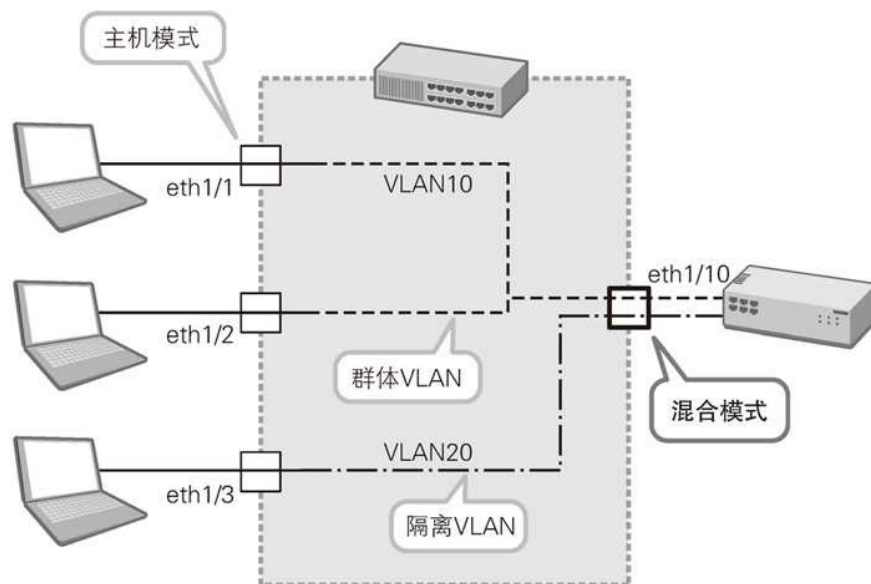 主机模式
eth1/1
VLAN10
eth1/10
eth1/2
群体VLAN
混合模式
VLAN20
eth1/3
隔离VLAN